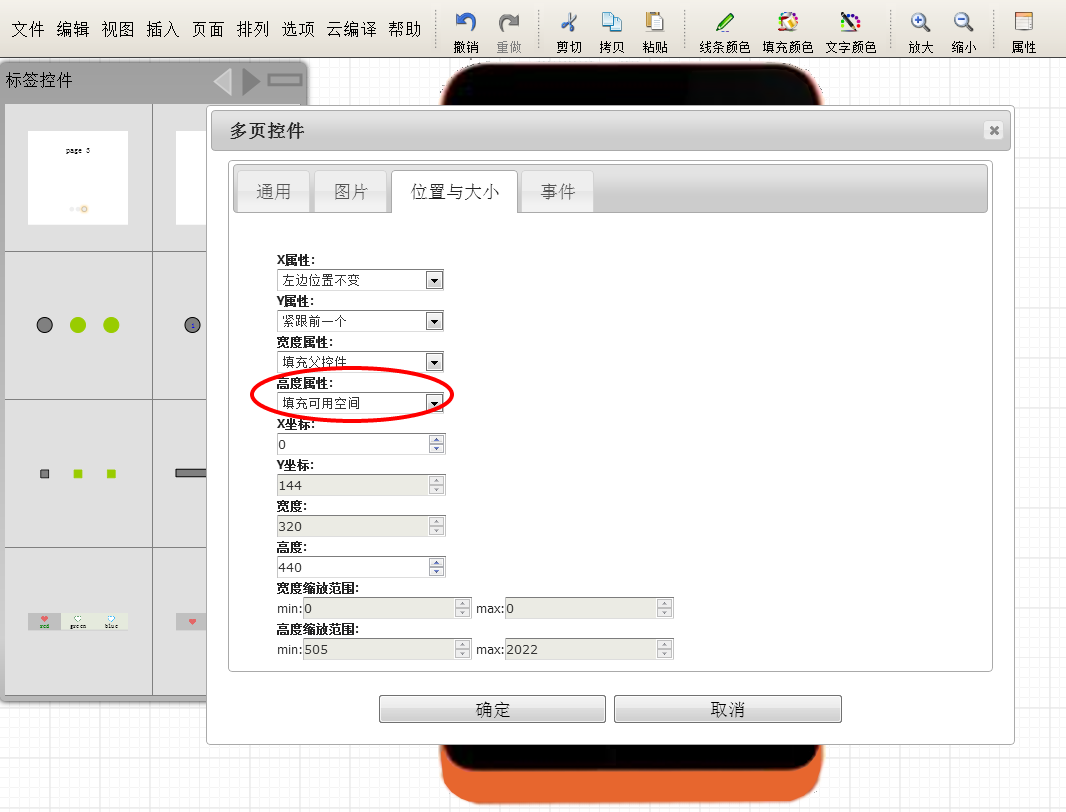 文件 编辑 视图 插入 页面 排列 选项 云编译 帮助
撤销 重做 剪切 拷贝 粘贴 线条颜色 填充颜色 文字颜色 放大 缩小 属性
标签控件
page 3
1
red green blue
多页控件
通用 图片 位置与大小 事件
X属性:
左边位置不变
Y属性:
紧跟前一个
宽度属性:
填充父控件
高度属性:
填充可用空间
X坐标:
0
Y坐标:
144
宽度:
320
高度:
440
宽度缩放范围:
min:0 max:0
高度缩放范围:
min:505 max:2022
确定 取消